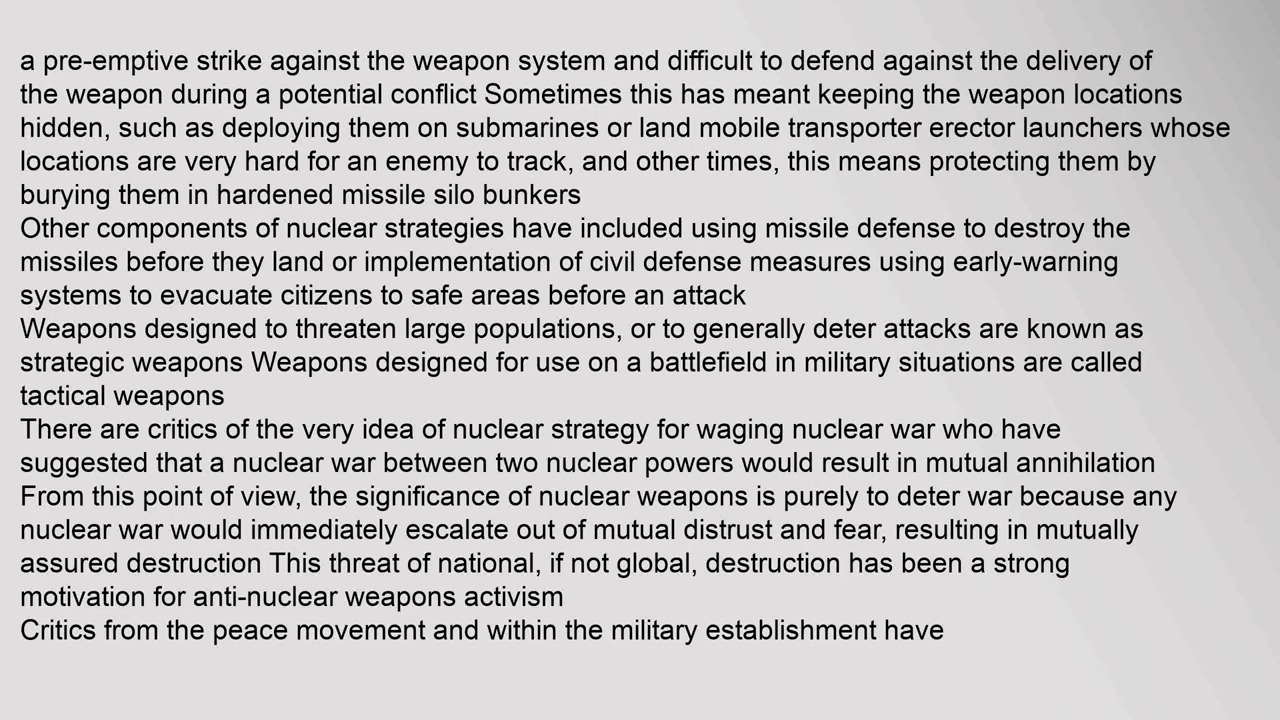 a pre-emptive strike against the weapon system and difficult to defend against the delivery of
the weapon during a potential conflict Sometimes this has meant keeping the weapon locations
hidden, such as deploying them on submarines or land mobile transporter erector launchers whose
locations are very hard for an enemy to track, and other times, this means protecting them by
burying them in hardened missile silo bunkers
Other components of nuclear strategies have included using missile defense to destroy the
missiles before they land or implementation of civil defense measures using early-warning
systems to evacuate citizens to safe areas before an attack
Weapons designed to threaten large populations, or to generally deter attacks are known as
strategic weapons Weapons designed for use on a battlefield in military situations are called
tactical weapons
There are critics of the very idea of nuclear strategy for waging nuclear war who have
suggested that a nuclear war between two nuclear powers would result in mutual annihilation
From this point of view, the significance of nuclear weapons is purely to deter war because any
nuclear war would immediately escalate out of mutual distrust and fear, resulting in mutually
assured destruction This threat of national, if not global, destruction has been a strong
motivation for anti-nuclear weapons activism
Critics from the peace movement and within the military establishment have